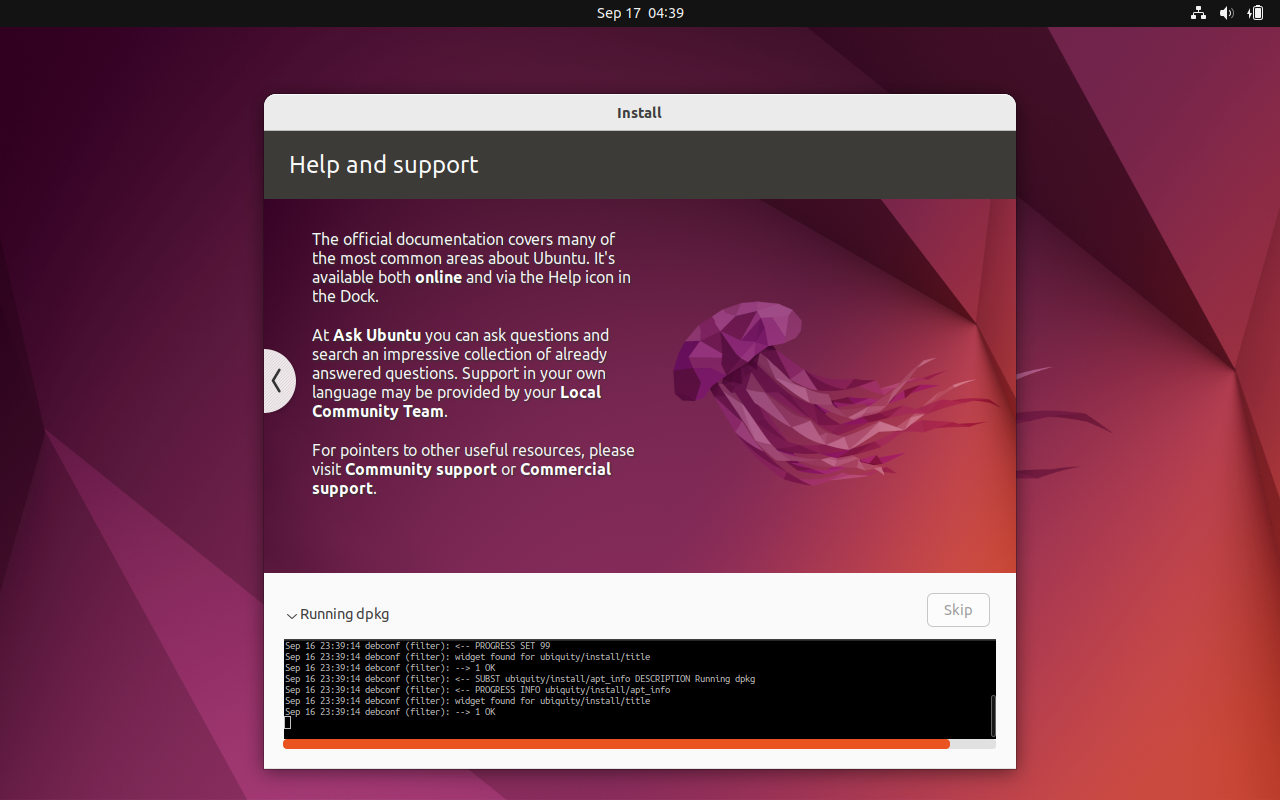 Sep 17  04:39
Install
Help and support
The official documentation covers many of
the most common areas about Ubuntu. It's
available both online and via the Help icon in
the Dock.
At Ask Ubuntu you can ask questions and
search an impressive collection of already
answered questions. Support in your own
language may be provided by your Local
Community Team.
For pointers to other useful resources, please
visit Community support or Commercial
support.
Running dpkg
Skip
Sep 16 23:39:14 debconf (filter): <-- PROGRESS SET 99
Sep 16 23:39:14 debconf (filter): widget found for ubiquity/install/title
Sep 16 23:39:14 debconf (filter): --> 1 OK
Sep 16 23:39:14 debconf (filter): <-- SUBST ubiquity/install/apt_info DESCRIPTION Running dpkg
Sep 16 23:39:14 debconf (filter): <-- PROGRESS INFO ubiquity/install/apt_info
Sep 16 23:39:14 debconf (filter): widget found for ubiquity/install/title
Sep 16 23:39:14 debconf (filter): --> 1 OK